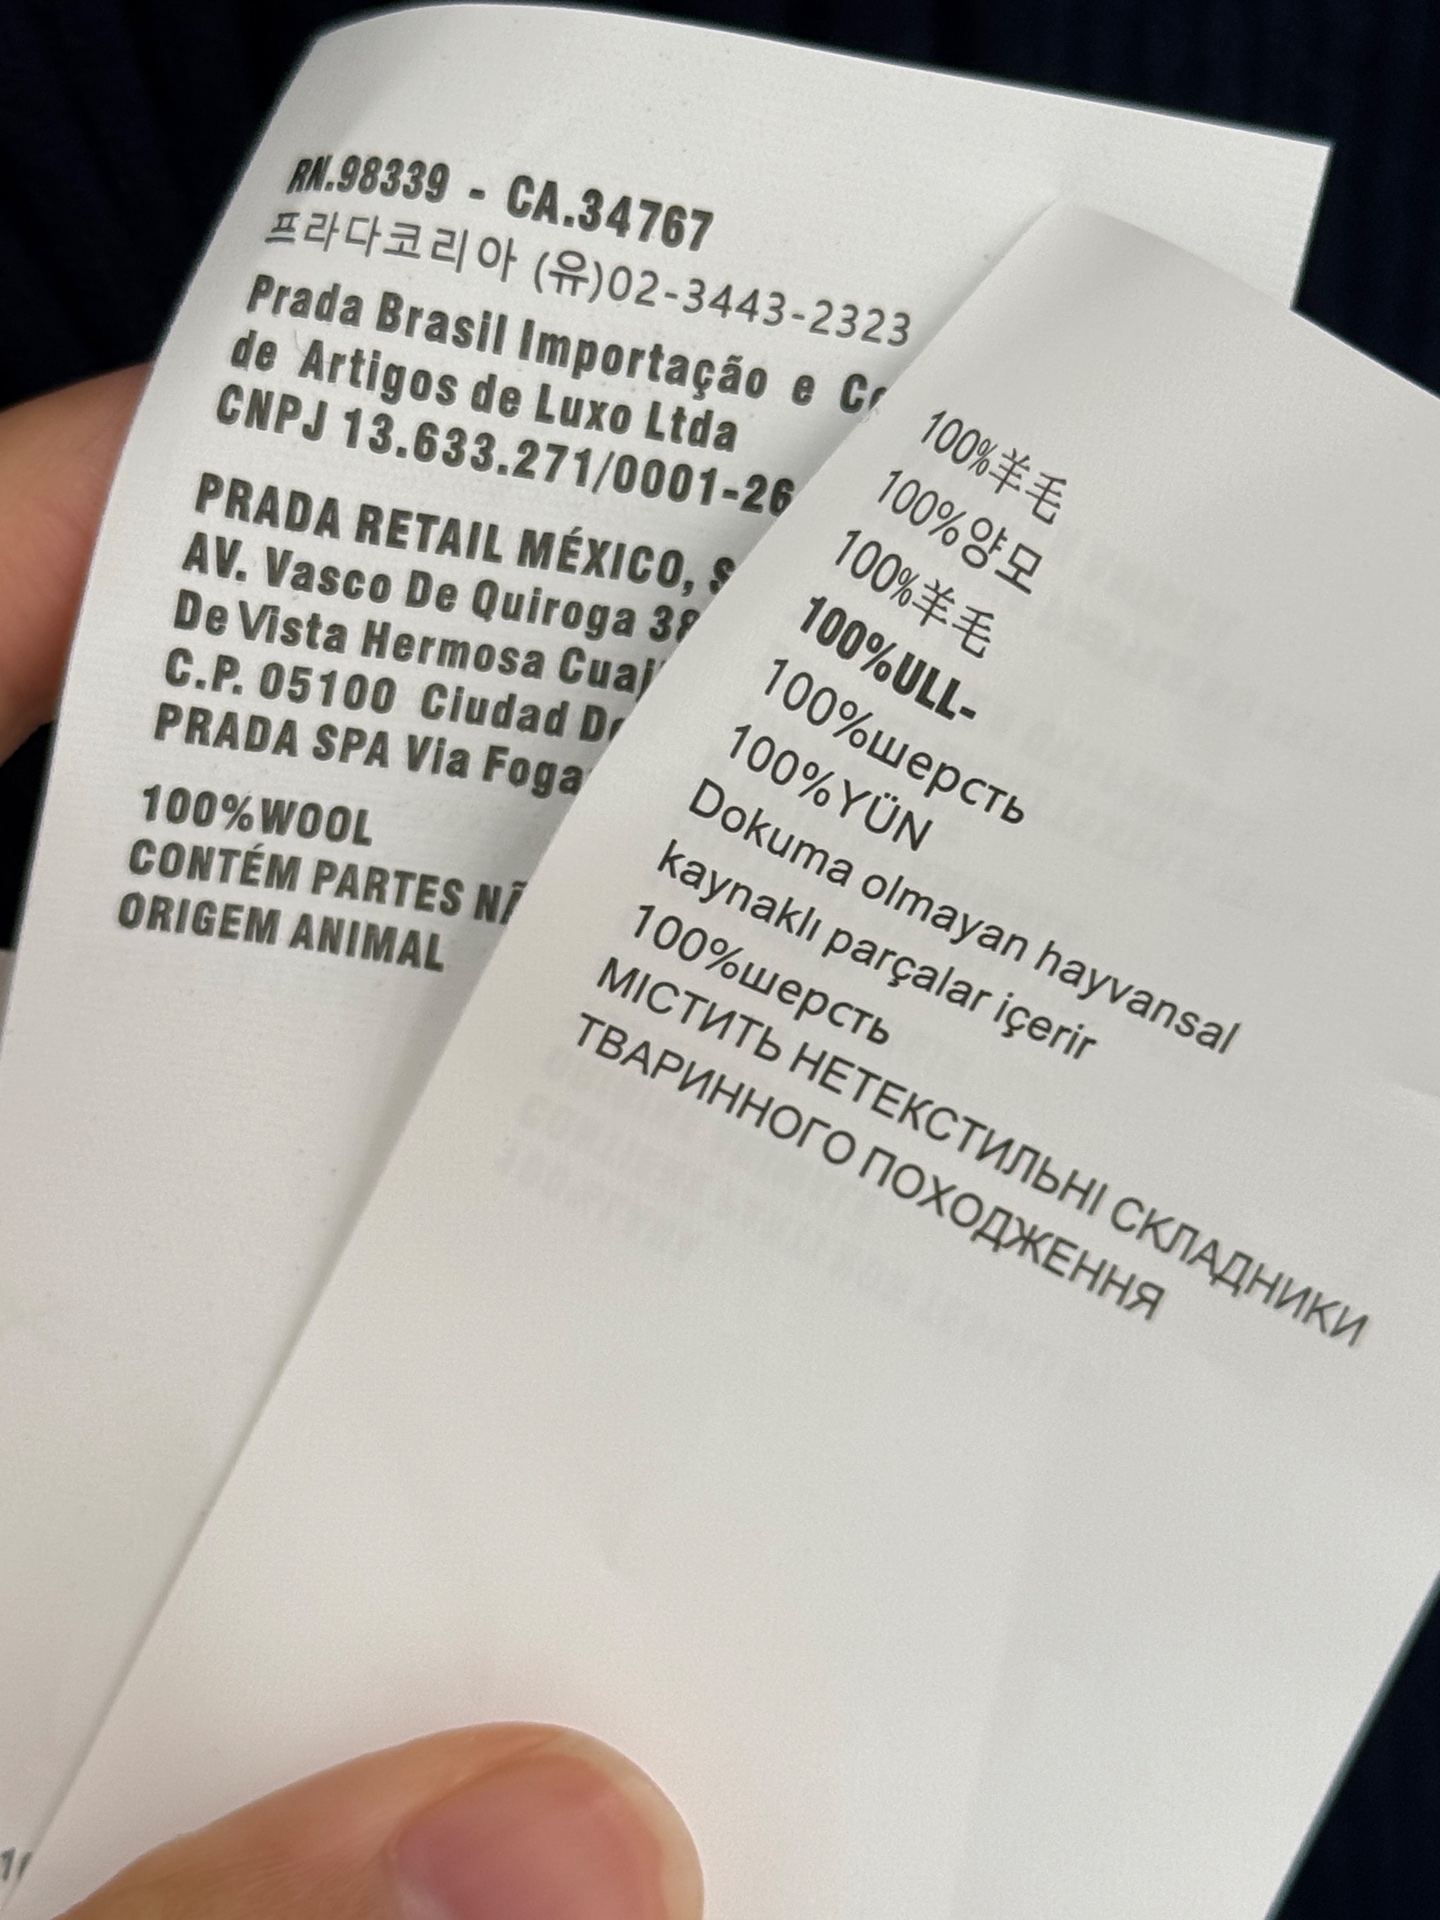 RN.98339 - CA.34767
프라다코리아 (유)02-3443-2323
Prada Brasil Importação e
de Artigos de Luxo Ltda
CNPJ 13.633.271/0001-26
PRADA RETAIL MÉXICO,
AV. Vasco De Quiroga
De Vista Hermosa
C.P. 05100 Ciudad
PRADA SPA Via
100%WOOL
CONTÉM PARTES
ORIGEM ANIMAL
100%羊毛
100%양모
100%羊毛
100%ULL-
100%шерсть
100%YÜN
Dokuma olmayan hayvansal
kaynaklı parçalar içerir
100%шерсть
МІСТИТЬ НЕТЕКСТИЛЬНІ СКЛАДНИКИ
ТВАРИННОГО ПОХОДЖЕННЯ